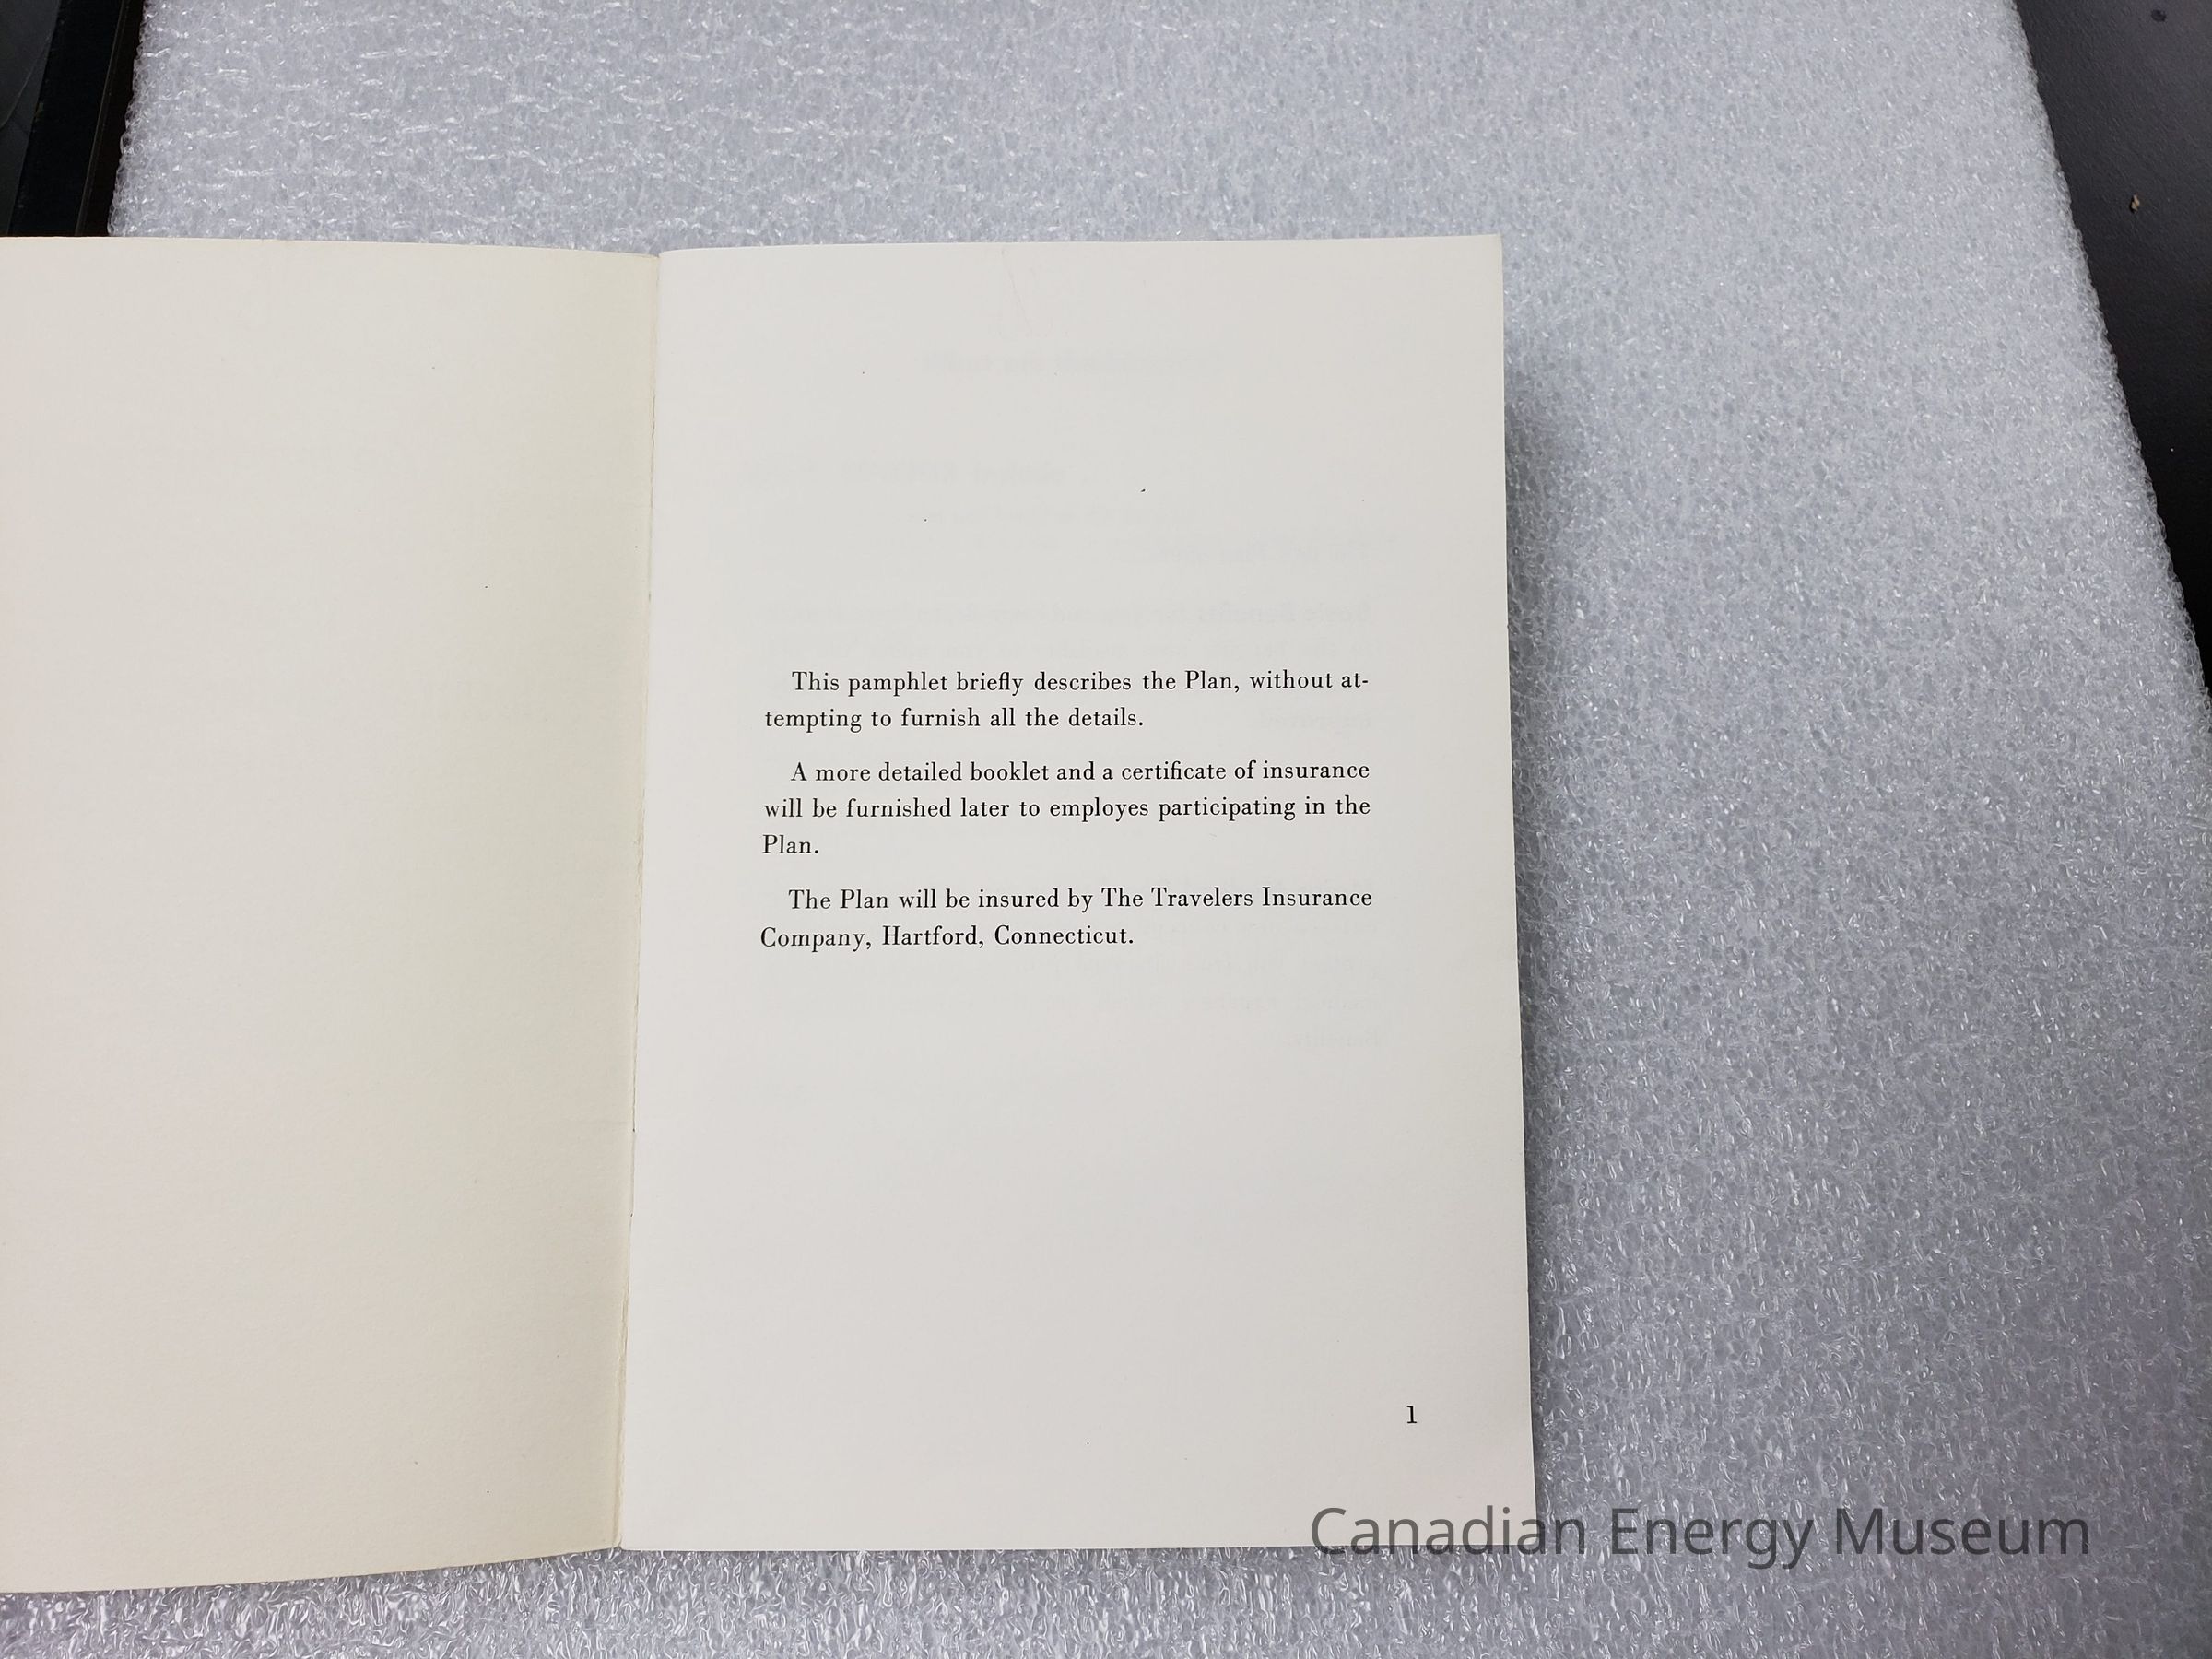 This pamphlet briefly describes the Plan, without at-
tempting to furnish all the details.
A more detailed booklet and a certificate of insurance
will be furnished later to employes participating in the
Plan.
The Plan will be insured by The Travelers Insurance
Company, Hartford, Connecticut.
1
Canadian Energy Museum